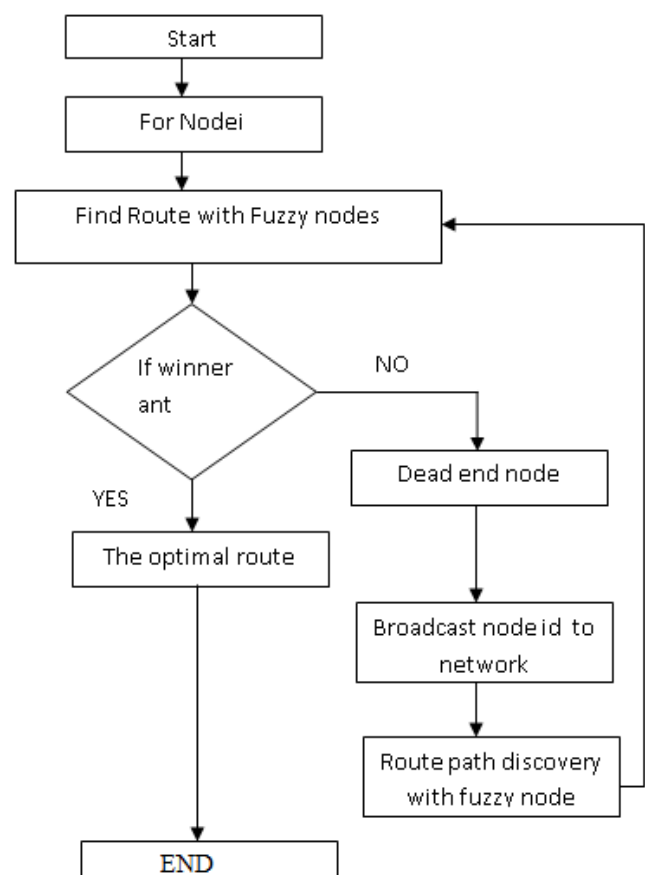 Start
For Nodei
Find Route with Fuzzy nodes
If winner
ant
NO
YES
Dead end node
The optimal route
Broadcast node id to
network
Route path discovery
with fuzzy node
END